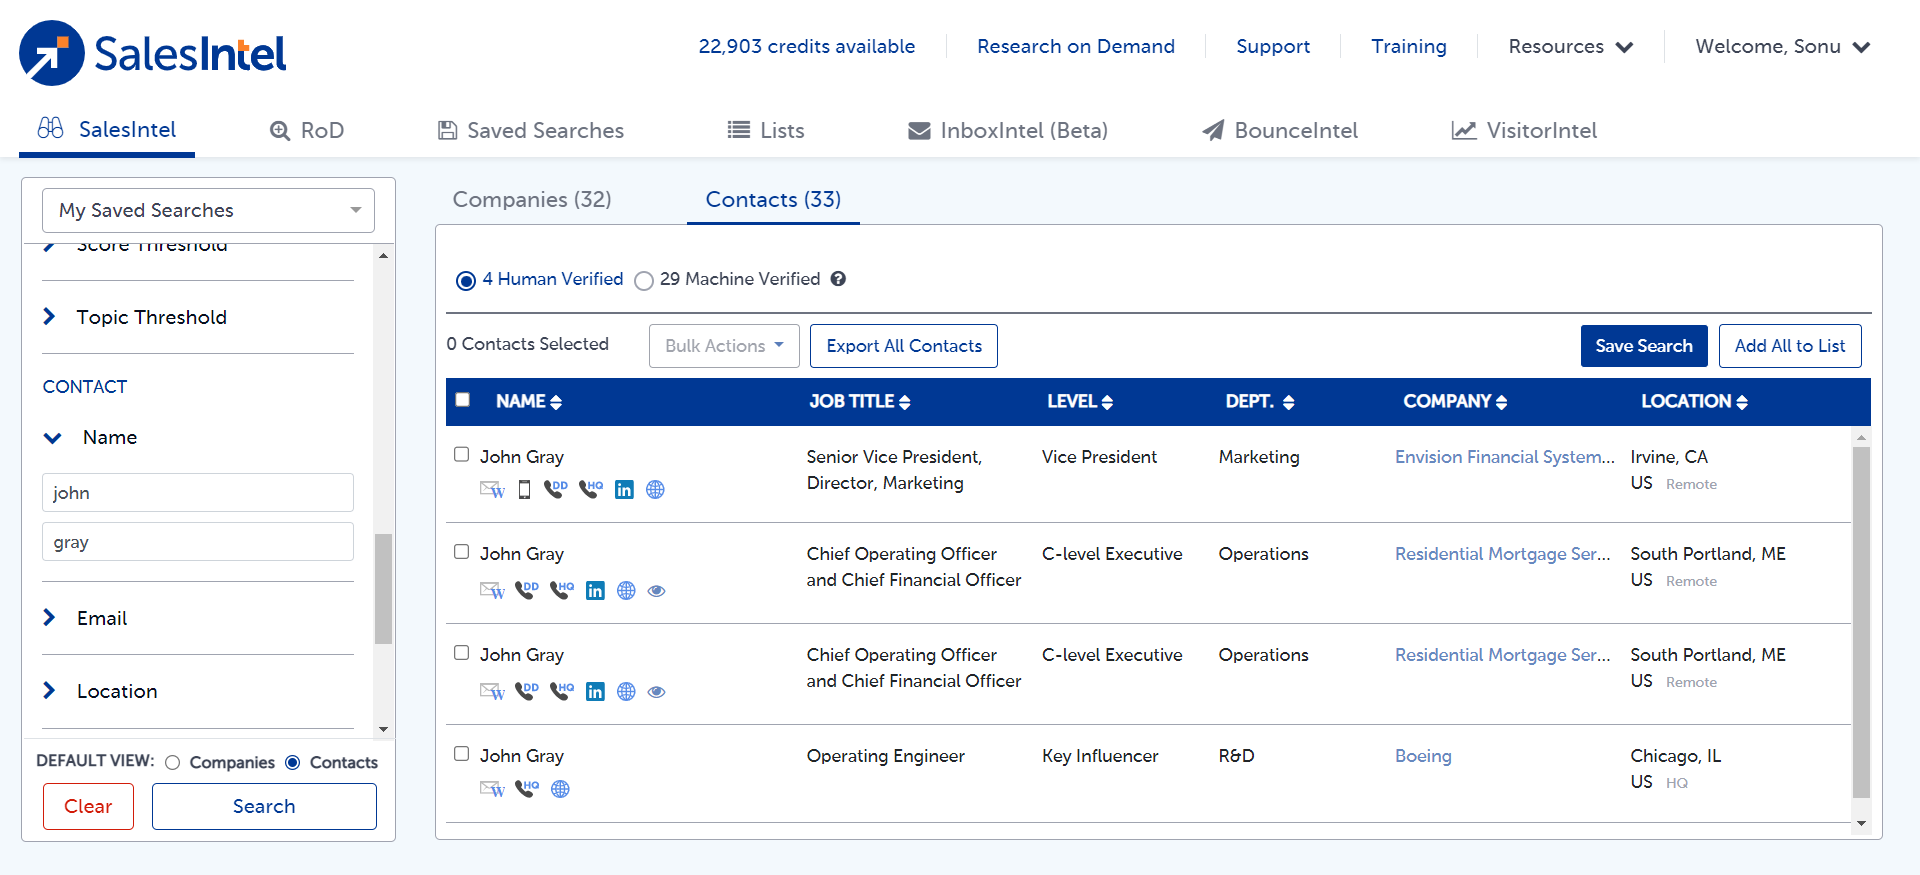 SalesIntel
22,903 credits available
Research on Demand
Support
Training
Resources
Welcome, Sonu
SalesIntel
RoD
Saved Searches
Lists
InboxIntel (Beta)
BounceIntel
VisitorIntel
My Saved Searches
Score Threshold
Topic Threshold
CONTACT
Name
john
gray
Email
Location
DEFAULT VIEW: Companies Contacts
Clear
Search
Companies (32)
Contacts (33)
4 Human Verified 29 Machine Verified ?
0 Contacts Selected
Bulk Actions
Export All Contacts
Save Search
Add All to List
NAME JOB TITLE LEVEL DEPT. COMPANY LOCATION
John Gray Senior Vice President, Vice President Marketing Envision Financial System... Irvine, CA
Director, Marketing US Remote
W DD HQ in
John Gray Chief Operating Officer C-level Executive Operations Residential Mortgage Ser... South Portland, ME
and Chief Financial Officer US Remote
W DD HQ in
John Gray Chief Operating Officer C-level Executive Operations Residential Mortgage Ser... South Portland, ME
and Chief Financial Officer US Remote
W DD HQ in
John Gray Operating Engineer Key Influencer R&D Boeing Chicago, IL
US HQ
W HQ